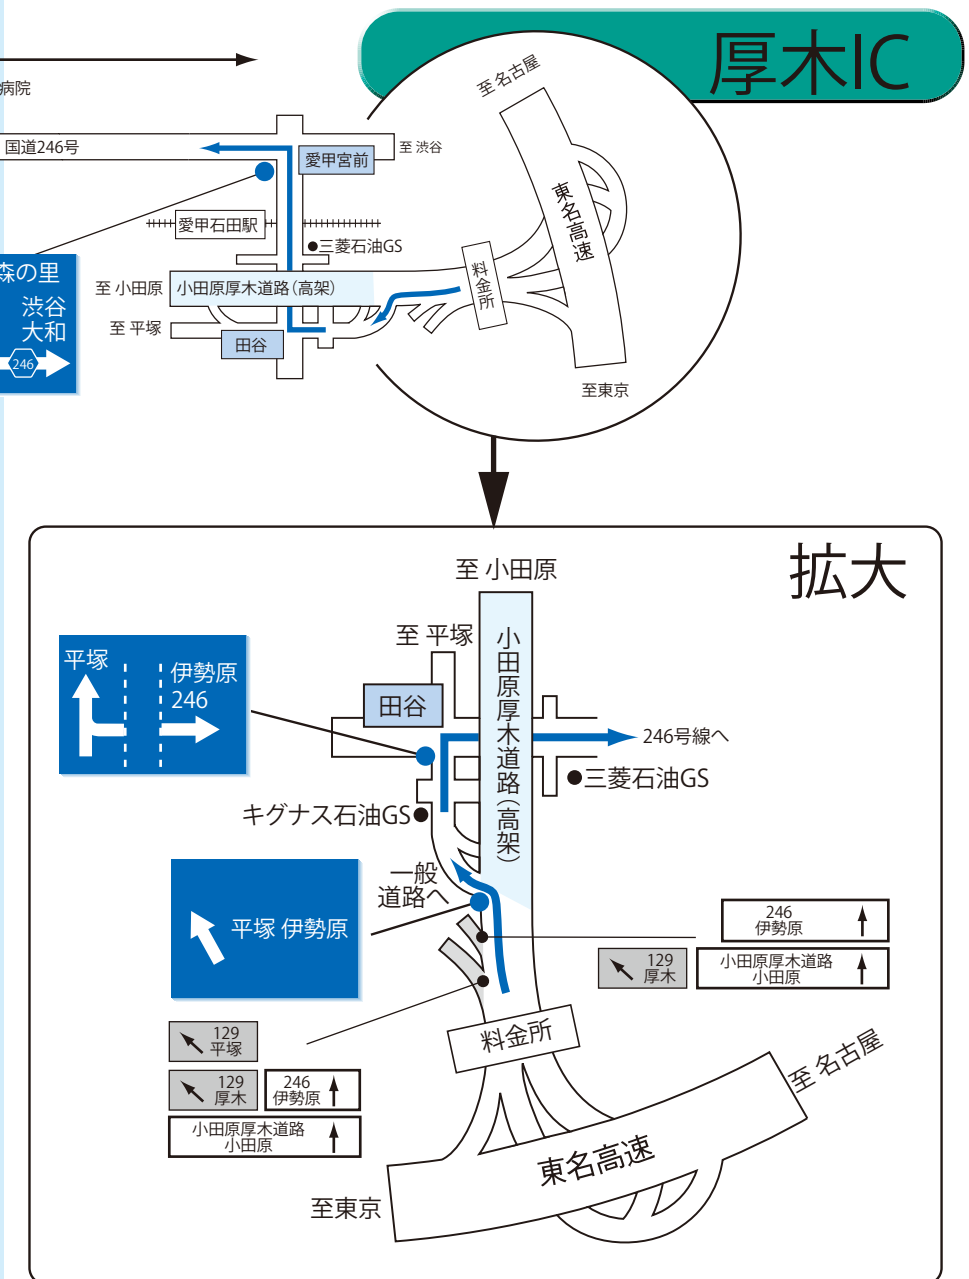 厚木IC
病院
至 名古屋
国道246号
至 渋谷
愛甲宮前
東名高速
愛甲石田駅
三菱石油GS
料金所
森の里
渋谷
大和
246
至 小田原
小田原厚木道路(高架)
至 平塚
田谷
至東京
拡大
至 小田原
至 平塚
小田原厚木道路(高架)
平塚
伊勢原
246
田谷
246号線へ
三菱石油GS
キグナス石油GS
一般
道路へ
平塚 伊勢原
246
伊勢原
129
厚木
小田原厚木道路
小田原
料金所
129
平塚
129
厚木
246
伊勢原
小田原厚木道路
小田原
至 名古屋
東名高速
至東京